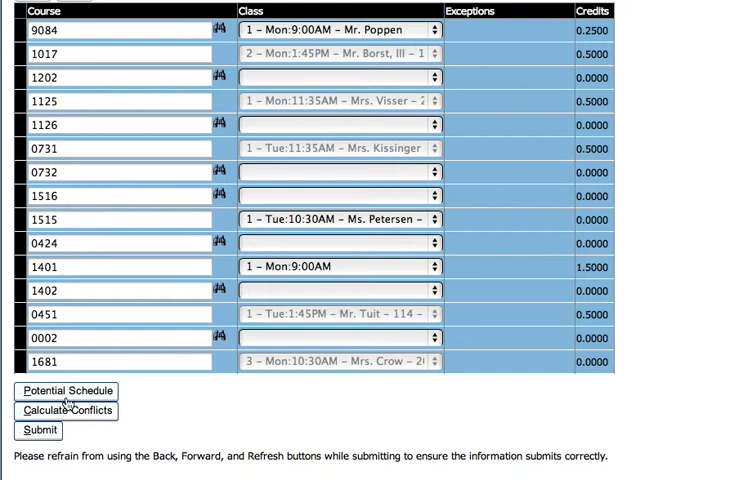 Course Class Exceptions Credits
9084 1 – Mon:9:00AM – Mr. Poppen 0.2500
1017 2 – Mon:1:45PM – Mr. Borst, III – 1 0.5000
1202 0.0000
1125 1 – Mon:11:35AM – Mrs. Visser – 2 0.5000
1126 0.0000
0731 1 – Tue:11:35AM – Mrs. Kissinger 0.5000
0732 0.0000
1516 0.0000
1515 1 – Tue:10:30AM – Ms. Petersen – 0.0000
0424 0.0000
1401 1 – Mon:9:00AM 1.5000
1402 0.0000
0451 1 – Tue:1:45PM – Mr. Tuit – 114 – 0.5000
0002 0.0000
1681 3 – Mon:10:30AM – Mrs. Crow – 20 0.0000
Potential Schedule
Calculate Conflicts
Submit
Please refrain from using the Back, Forward, and Refresh buttons while submitting to ensure the information submits correctly.